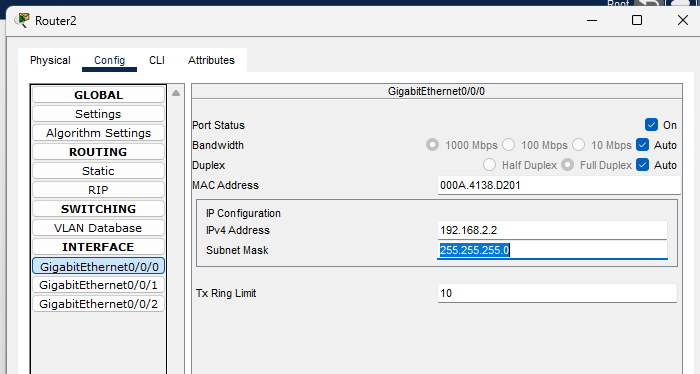 Root
Router2
Physical Config CLI Attributes
GLOBAL
Settings
Algorithm Settings
ROUTING
Static
RIP
SWITCHING
VLAN Database
INTERFACE
GigabitEthernet0/0/0
GigabitEthernet0/0/1
GigabitEthernet0/0/2
GigabitEthernet0/0/0
Port Status On
Bandwidth 1000 Mbps 100 Mbps 10 Mbps Auto
Duplex Half Duplex Full Duplex Auto
MAC Address 000A.4138.D201
IP Configuration
IPv4 Address 192.168.2.2
Subnet Mask 255.255.255.0
Tx Ring Limit 10